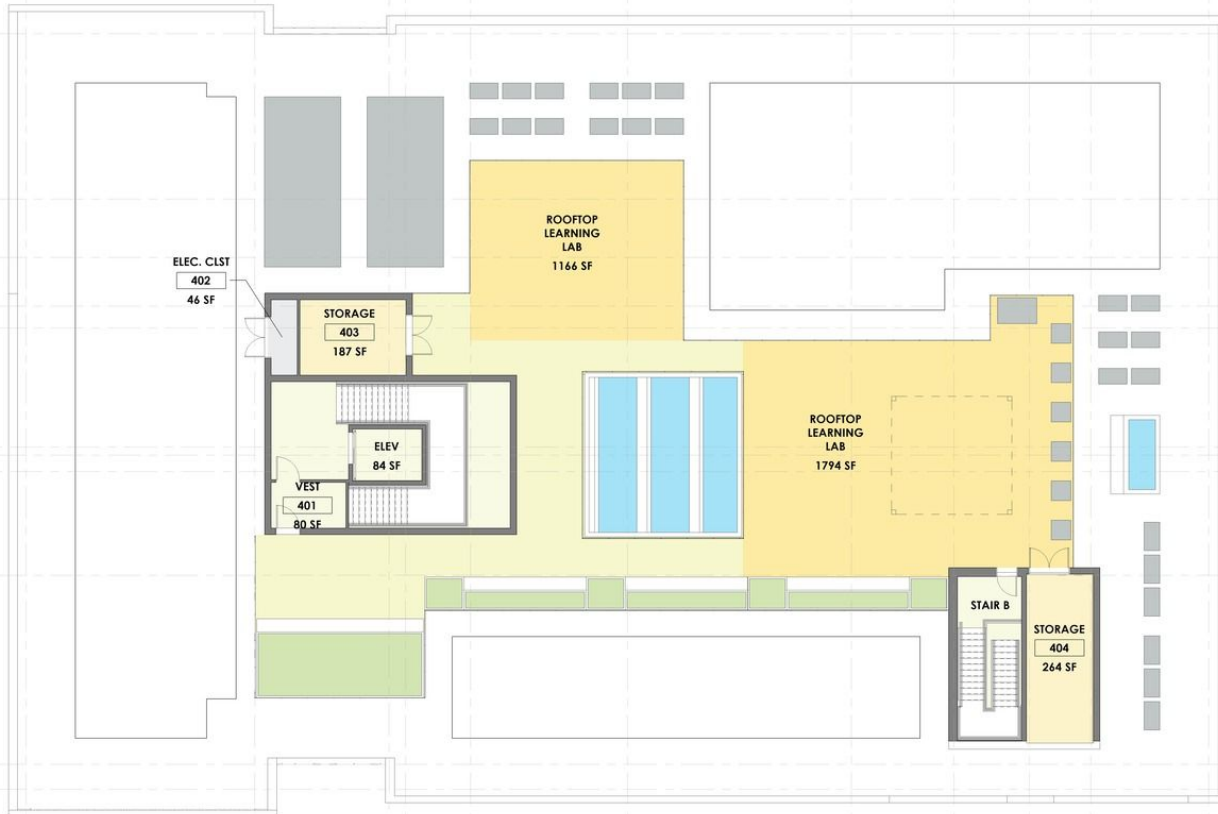 ROOFTOP
LEARNING
LAB
1166 SF
ELEC. CLST
402
46 SF
STORAGE
403
187 SF
ROOFTOP
LEARNING
LAB
1794 SF
ELEV
84 SF
VEST
401
80 SF
STAIR B
STORAGE
404
264 SF